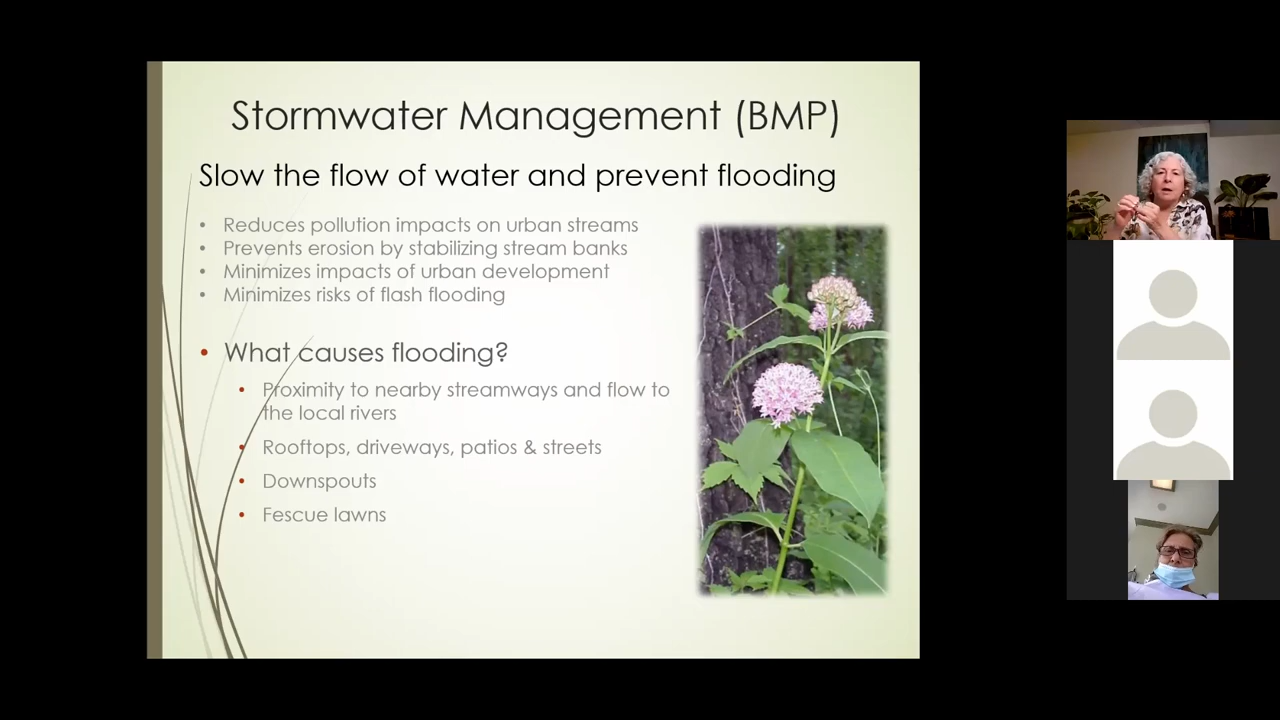 Stormwater Management (BMP)
Slow the flow of water and prevent flooding
• Reduces pollution impacts on urban streams
• Prevents erosion by stabilizing stream banks
• Minimizes impacts of urban development
• Minimizes risks of flash flooding
• What causes flooding?
• Proximity to nearby streamways and flow to
the local rivers
• Rooftops, driveways, patios & streets
• Downspouts
• Fescue lawns